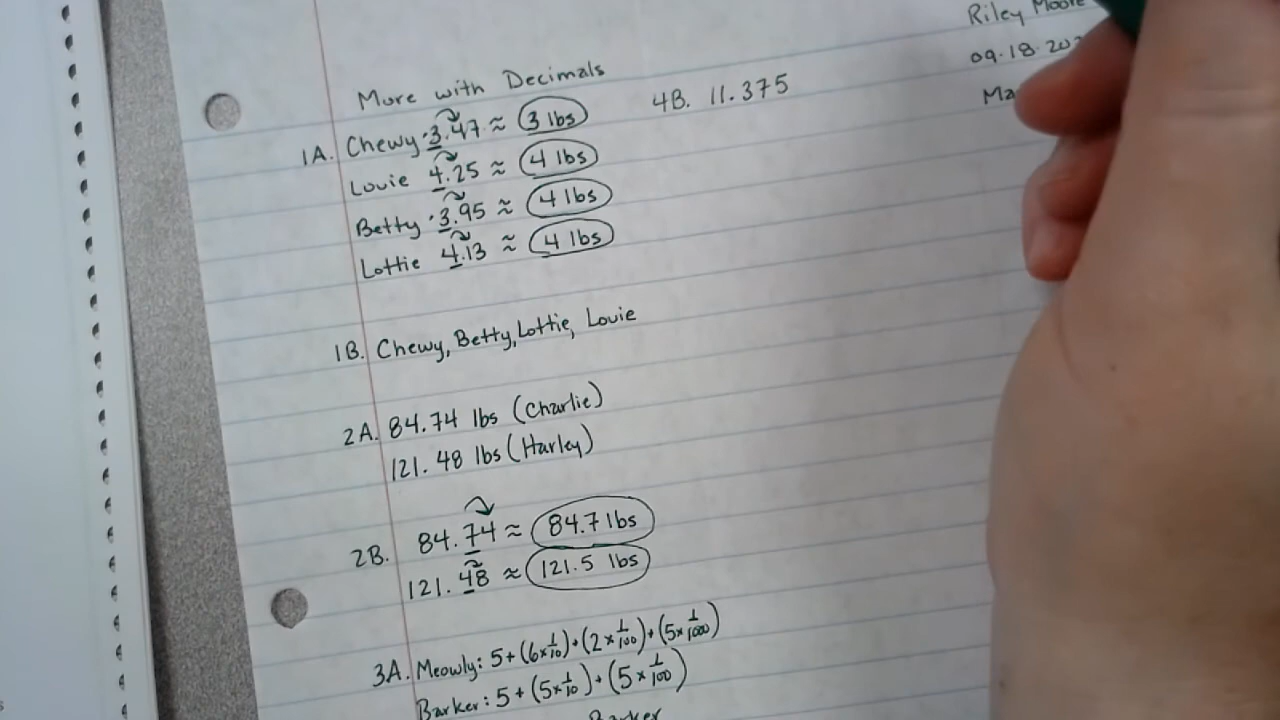 Riley Moore
09.18.20
Ma
More with Decimals
1A. Chewy · 3.47 ≈ 3 lbs
Louie 4.25 ≈ 4 lbs
Betty · 3.95 ≈ 4 lbs
Lottie 4.13 ≈ 4 lbs
4B. 11.375
1B. Chewy, Betty, Lottie, Louie
2A. 84.74 lbs (Charlie)
121.48 lbs (Harley)
2B. 84.74 ≈ 84.7 lbs
121.48 ≈ 121.5 lbs
3A. Meowly: 5 + (6 × 1/10) + (2 × 1/100) + (5 × 1/1000)
Barker: 5 + (5 × 1/10) + (5 × 1/100)
Barker